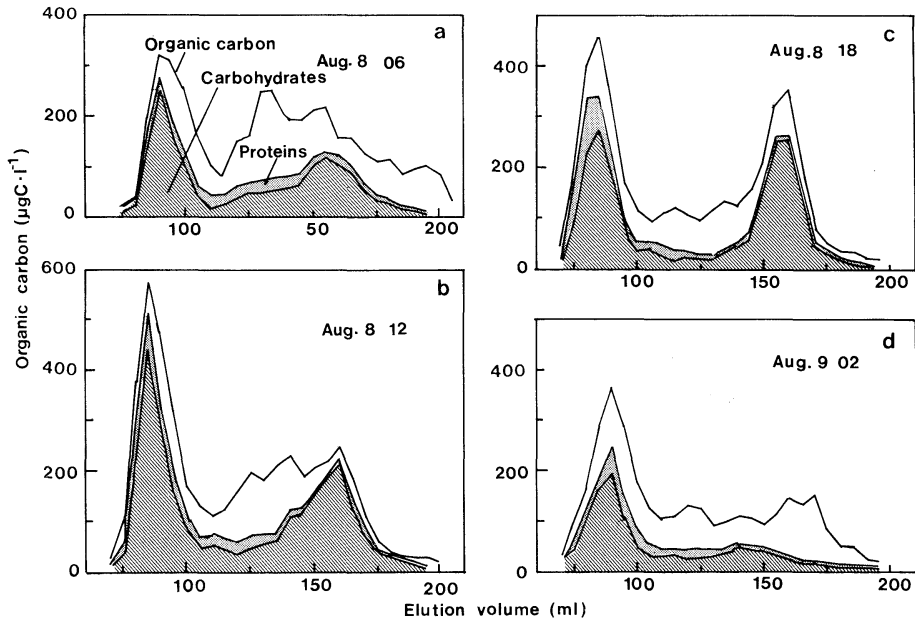 a
Organic carbon
Aug. 8 06
Carbohydrates
Proteins
400
200
0
100
50
200
c
Aug.8 18
400
200
0
100
150
200
Organic carbon (µgC·l⁻¹)
b
Aug. 8 12
600
400
200
0
100
150
200
d
Aug. 9 02
400
200
0
100
150
200
Elution volume (ml)